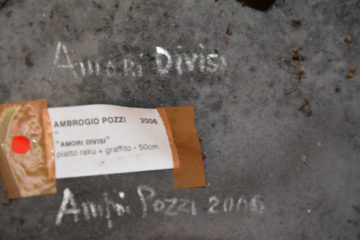 Amori Divisi
AMBROGIO POZZI 2006
"
"AMORI DIVISI"
piatto raku + graffito - 50cm
Pozzi 2006